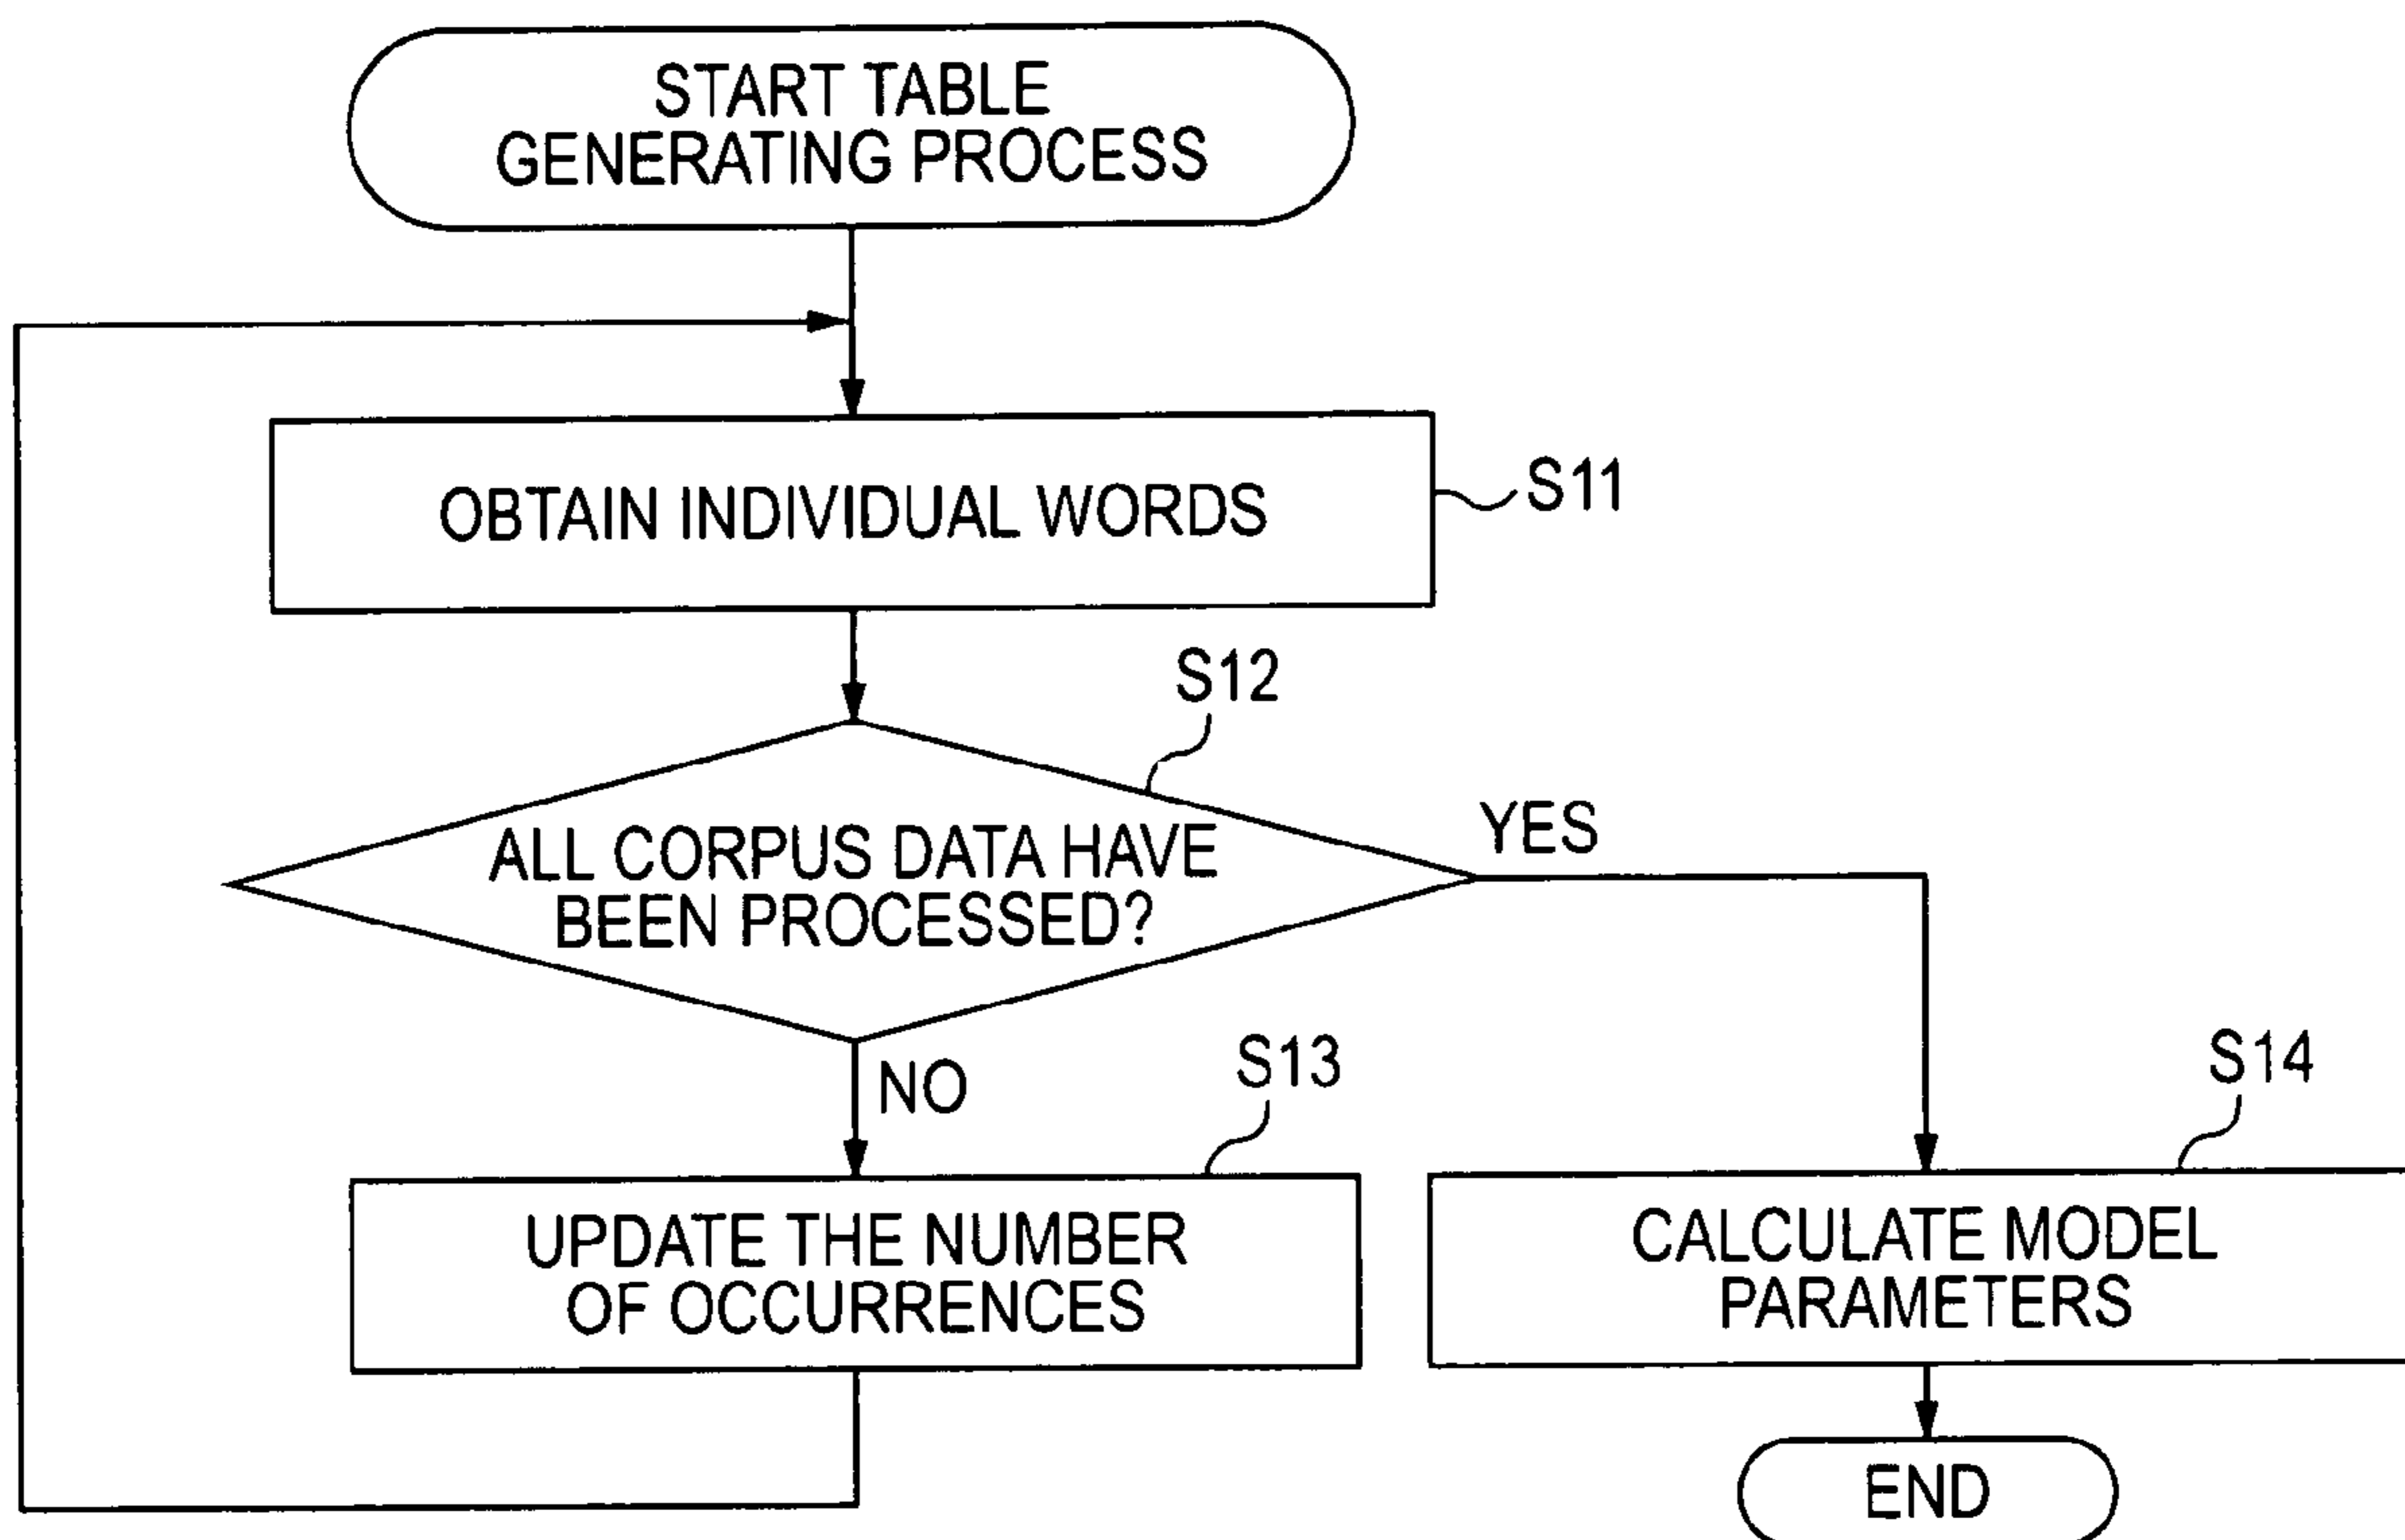 START TABLE
GENERATING PROCESS
OBTAIN INDIVIDUAL WORDS
S11
S12
ALL CORPUS DATA HAVE
BEEN PROCESSED?
YES
NO
S13
UPDATE THE NUMBER
OF OCCURRENCES
S14
CALCULATE MODEL
PARAMETERS
END